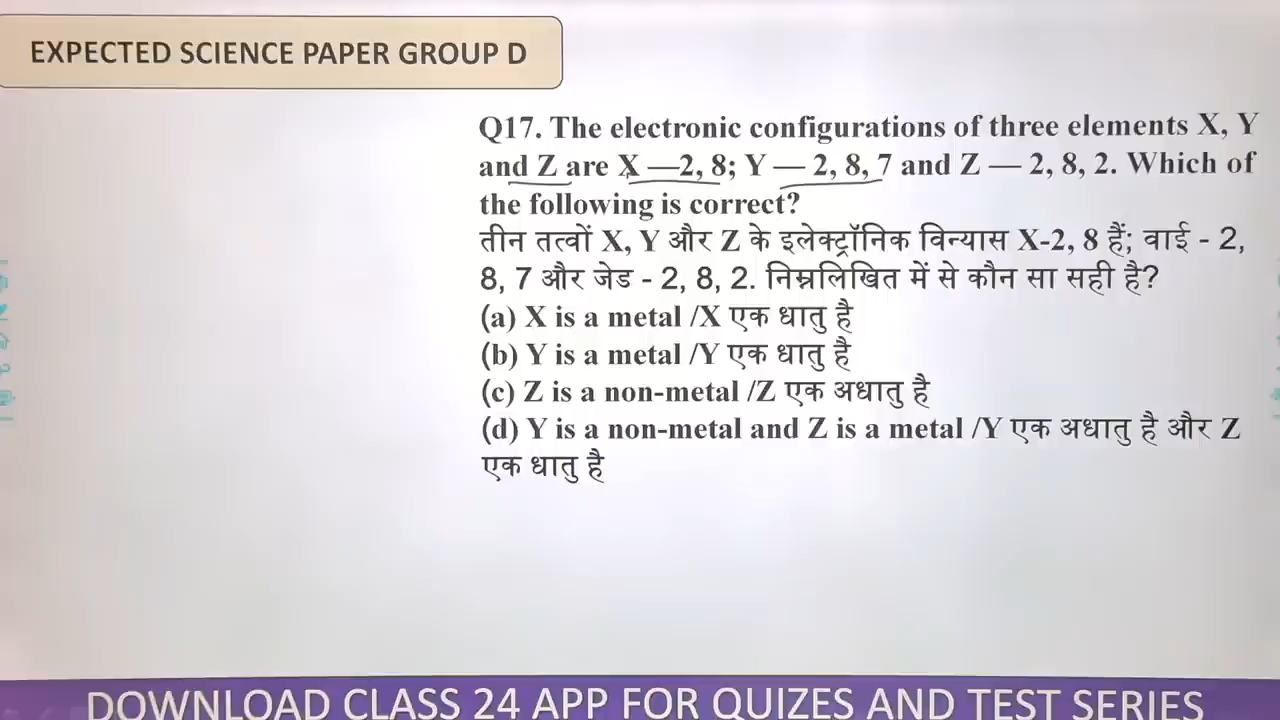 EXPECTED SCIENCE PAPER GROUP D
Q17. The electronic configurations of three elements X, Y
and Z are X —2, 8; Y — 2, 8, 7 and Z — 2, 8, 2. Which of
the following is correct?
तीन तत्वों X, Y और Z के इलेक्ट्रॉनिक विन्यास X-2, 8 हैं; वाई - 2,
8, 7 और जेड - 2, 8, 2. निम्नलिखित में से कौन सा सही है?
(a) X is a metal /X एक धातु है
(b) Y is a metal /Y एक धातु है
(c) Z is a non-metal /Z एक अधातु है
(d) Y is a non-metal and Z is a metal /Y एक अधातु है और Z
एक धातु है
DOWNLOAD CLASS 24 APP FOR QUIZES AND TEST SERIES